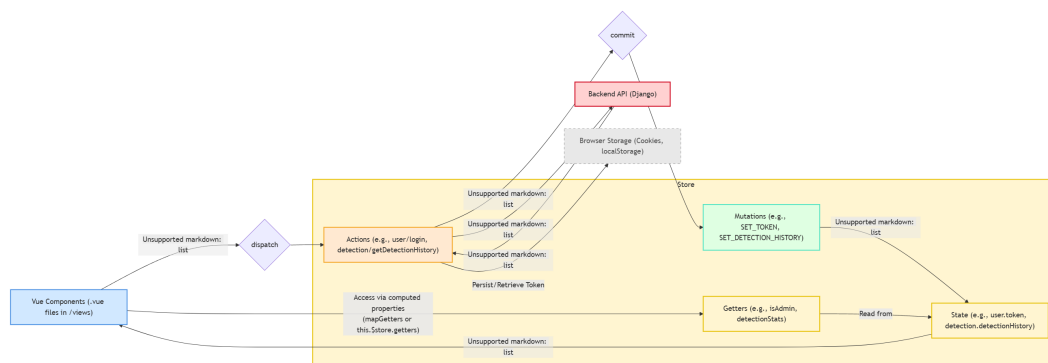 commit
Backend API (Django)
Browser Storage (Cookies,
localStorage)
Store
Unsupported markdown:
list
Unsupported markdown:
list
Unsupported markdown:
list
Persist/Retrieve Token
Mutations (e.g.,
SET_TOKEN,
SET_DETECTION_HISTORY)
Unsupported markdown:
list
Unsupported markdown:
list
dispatch
Actions (e.g., user/login,
detection/getDetectionHistory)
Vue Components (.vue
files in /views)
Access via computed
properties
(mapGetters or
this.$store.getters)
Getters (e.g., isAdmin,
detectionStats)
Read from
State (e.g., user.token,
detection.detectionHistory)
Unsupported markdown:
list